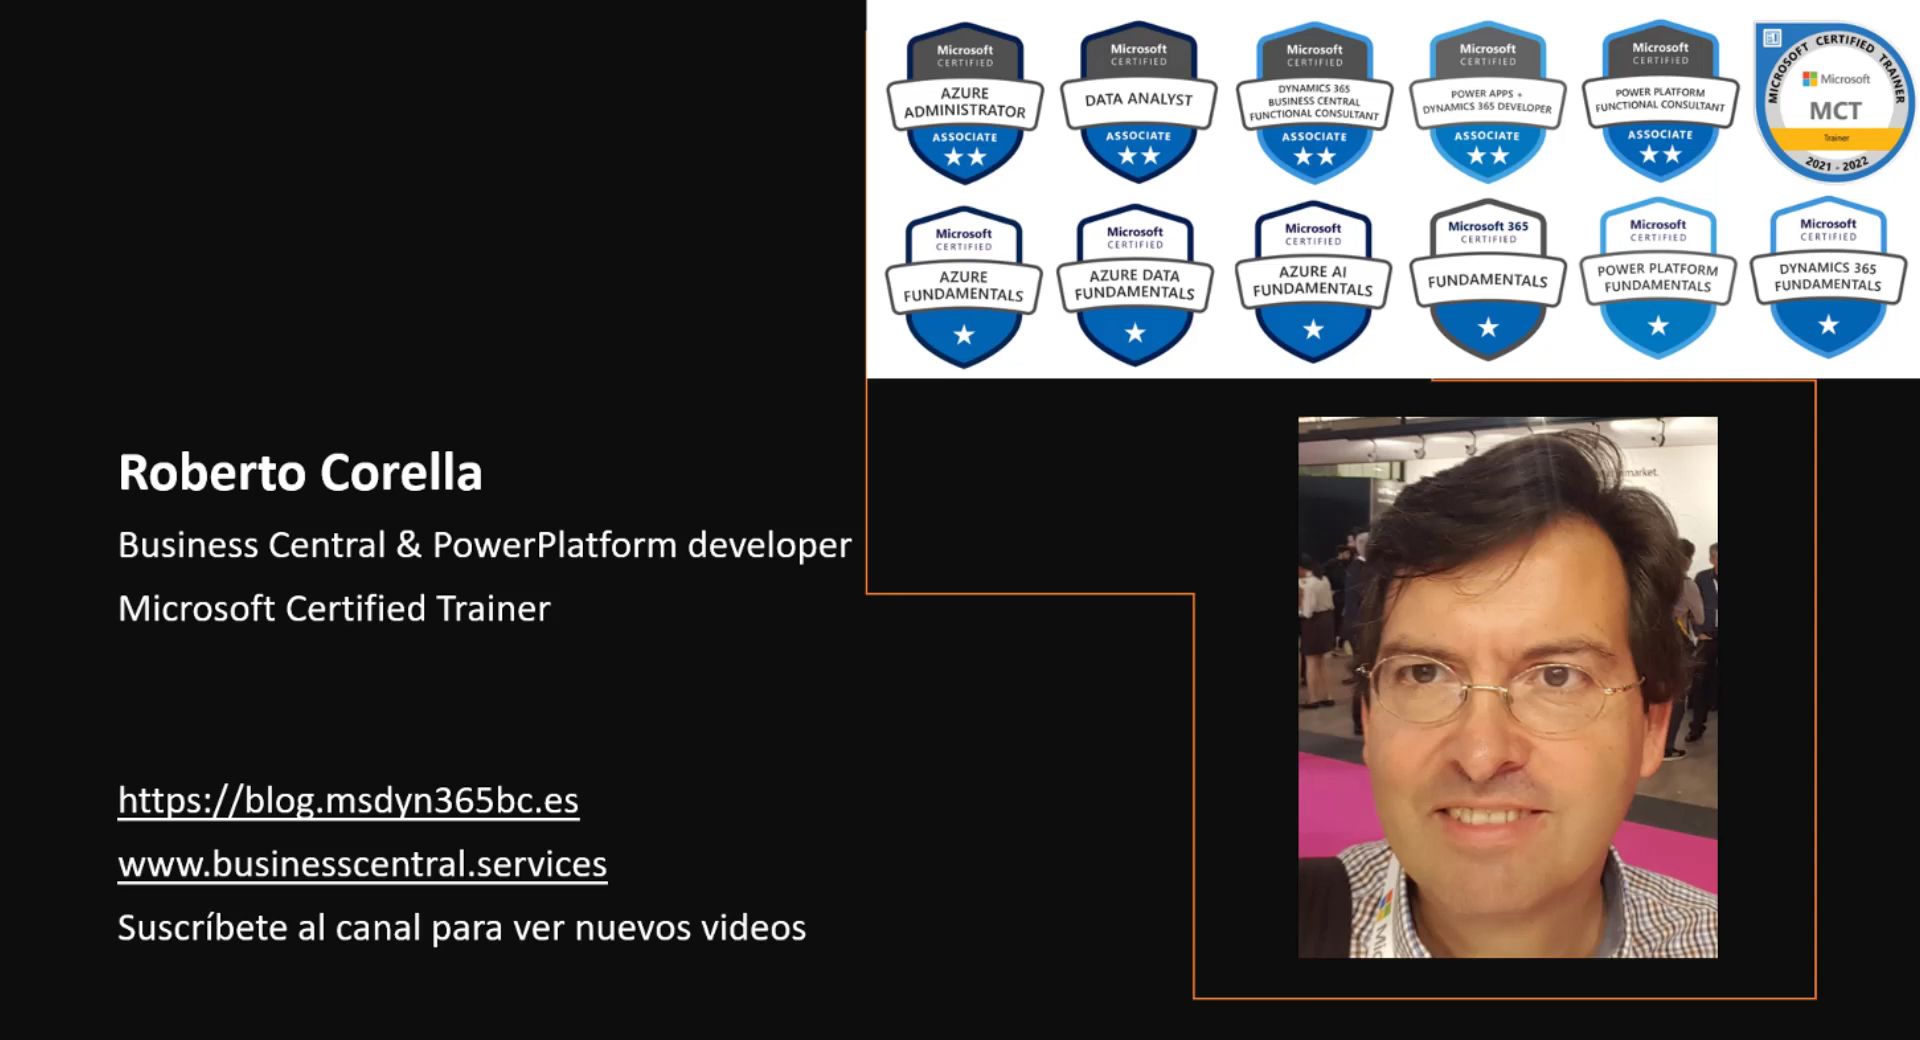 Microsoft
CERTIFIED
AZURE
ADMINISTRATOR
ASSOCIATE
Microsoft
CERTIFIED
DATA ANALYST
ASSOCIATE
Microsoft
CERTIFIED
DYNAMICS 365
BUSINESS CENTRAL
FUNCTIONAL CONSULTANT
ASSOCIATE
Microsoft
CERTIFIED
POWER APPS +
DYNAMICS 365 DEVELOPER
ASSOCIATE
Microsoft
CERTIFIED
POWER PLATFORM
FUNCTIONAL CONSULTANT
ASSOCIATE
MICROSOFT CERTIFIED TRAINER
Microsoft
MCT
Trainer
2021 - 2022
Microsoft
CERTIFIED
AZURE
FUNDAMENTALS
Microsoft
CERTIFIED
AZURE DATA
FUNDAMENTALS
Microsoft
CERTIFIED
AZURE AI
FUNDAMENTALS
Microsoft 365
CERTIFIED
FUNDAMENTALS
Microsoft
CERTIFIED
POWER PLATFORM
FUNDAMENTALS
Microsoft
CERTIFIED
DYNAMICS 365
FUNDAMENTALS
Roberto Corella
Business Central & PowerPlatform developer
Microsoft Certified Trainer
https://blog.msdyn365bc.es
www.businesscentral.services
Suscríbete al canal para ver nuevos videos